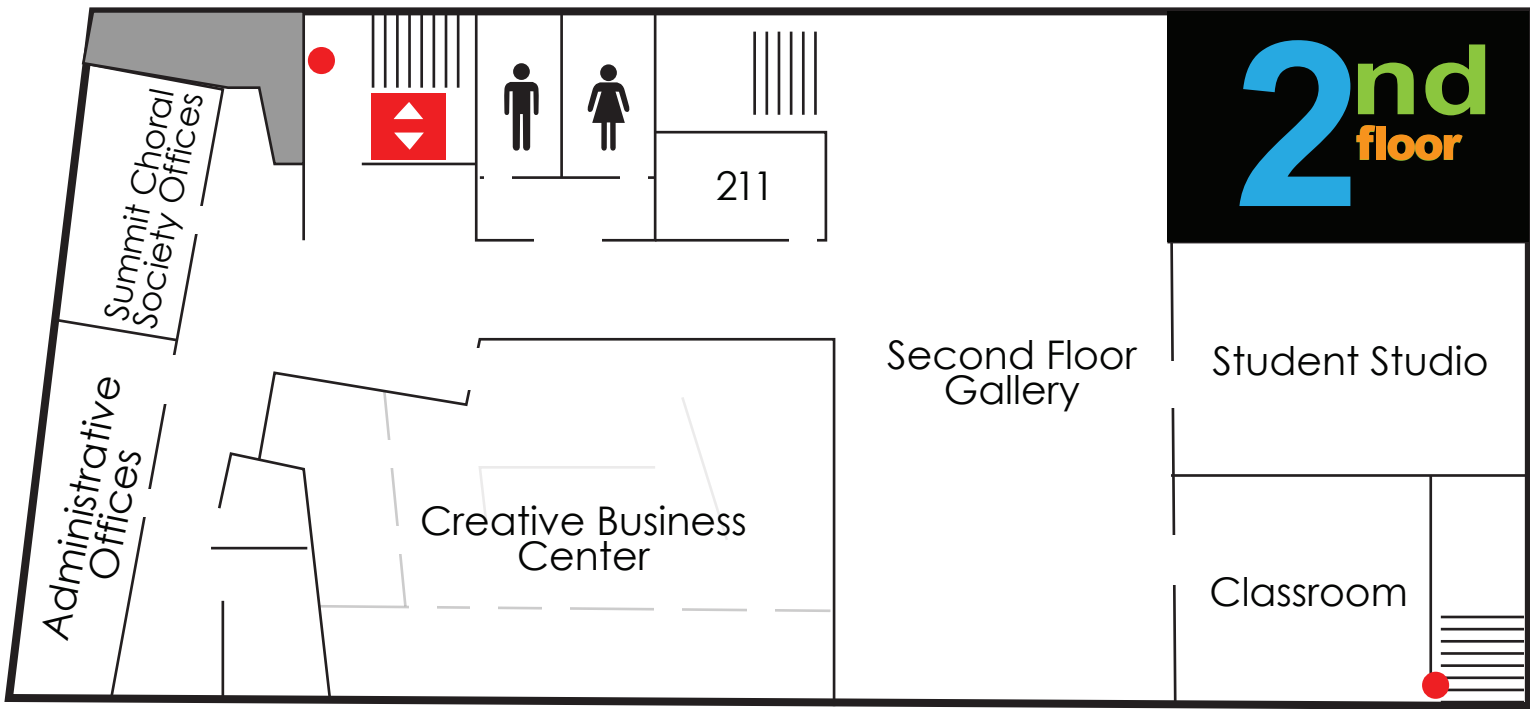 2nd
floor
Summit Choral
Society Offices
211
Second Floor
Gallery
Student Studio
Administrative
Offices
Creative Business
Center
Classroom